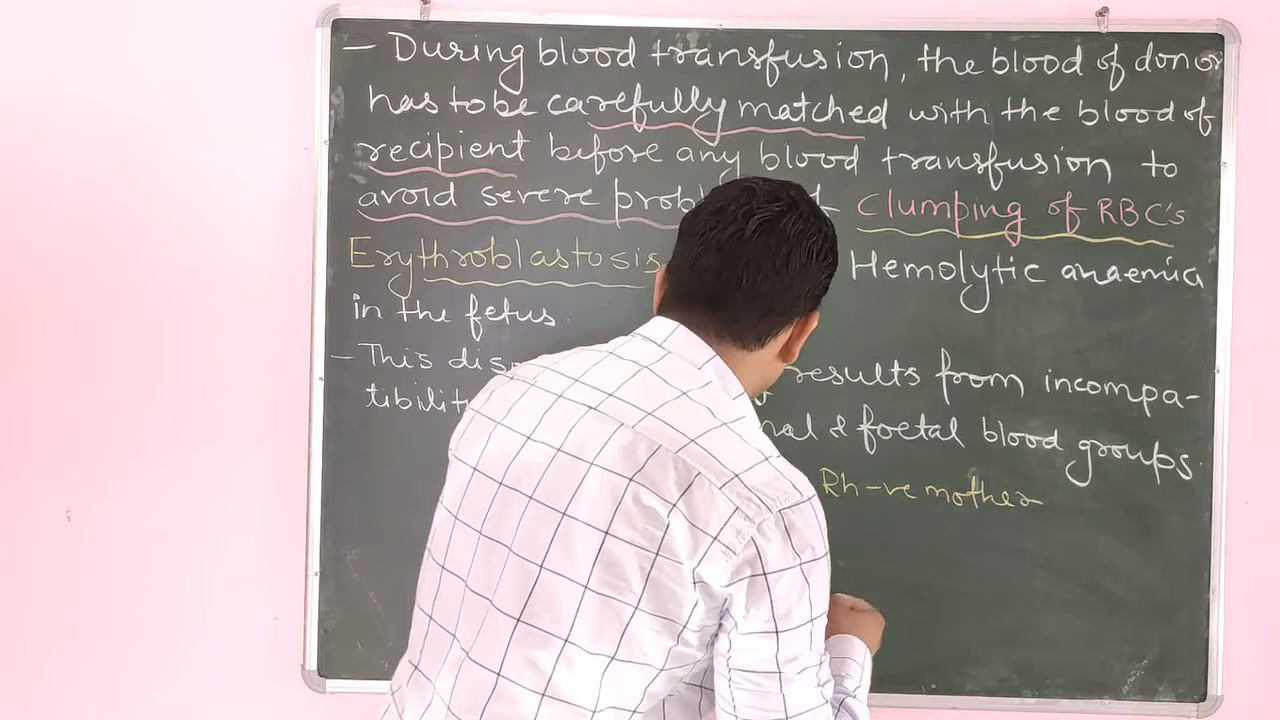 – During blood transfusion, the blood of donor
has to be carefully matched with the blood of
recipient before any blood transfusion to
avoid severe Clumping of RBC's
Erythroblastosis Hemolytic anaemia
in the fetus.
– This results from incompa-
& foetal blood groups.
Rh -ve mother